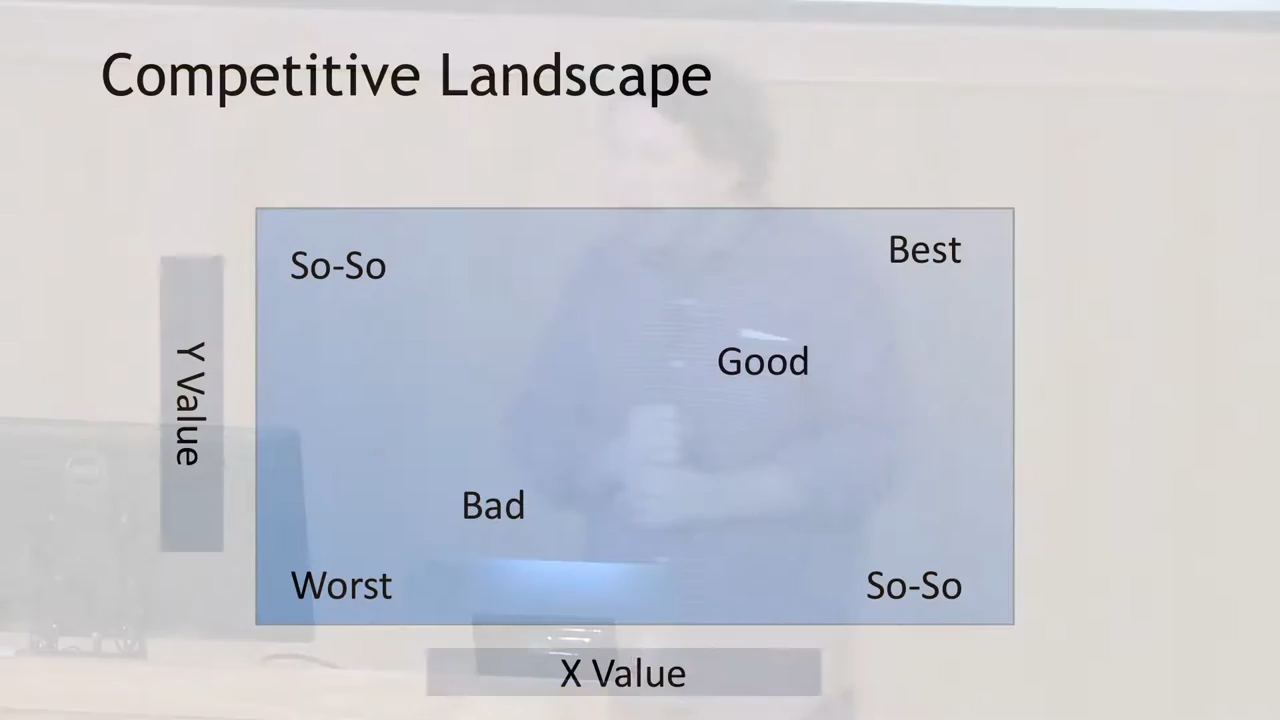 Competitive Landscape
So-So
Best
Y Value
Good
Bad
Worst
So-So
X Value